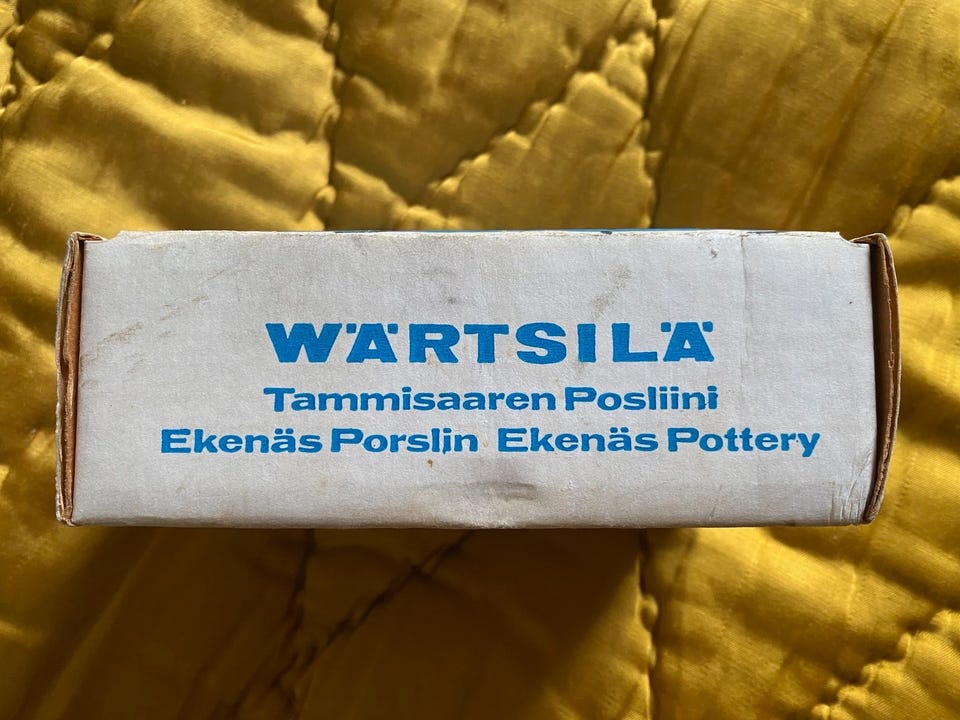 WÄRTSILÄ
Tammisaaren Posliini
Ekenäs Porslin Ekenäs Pottery